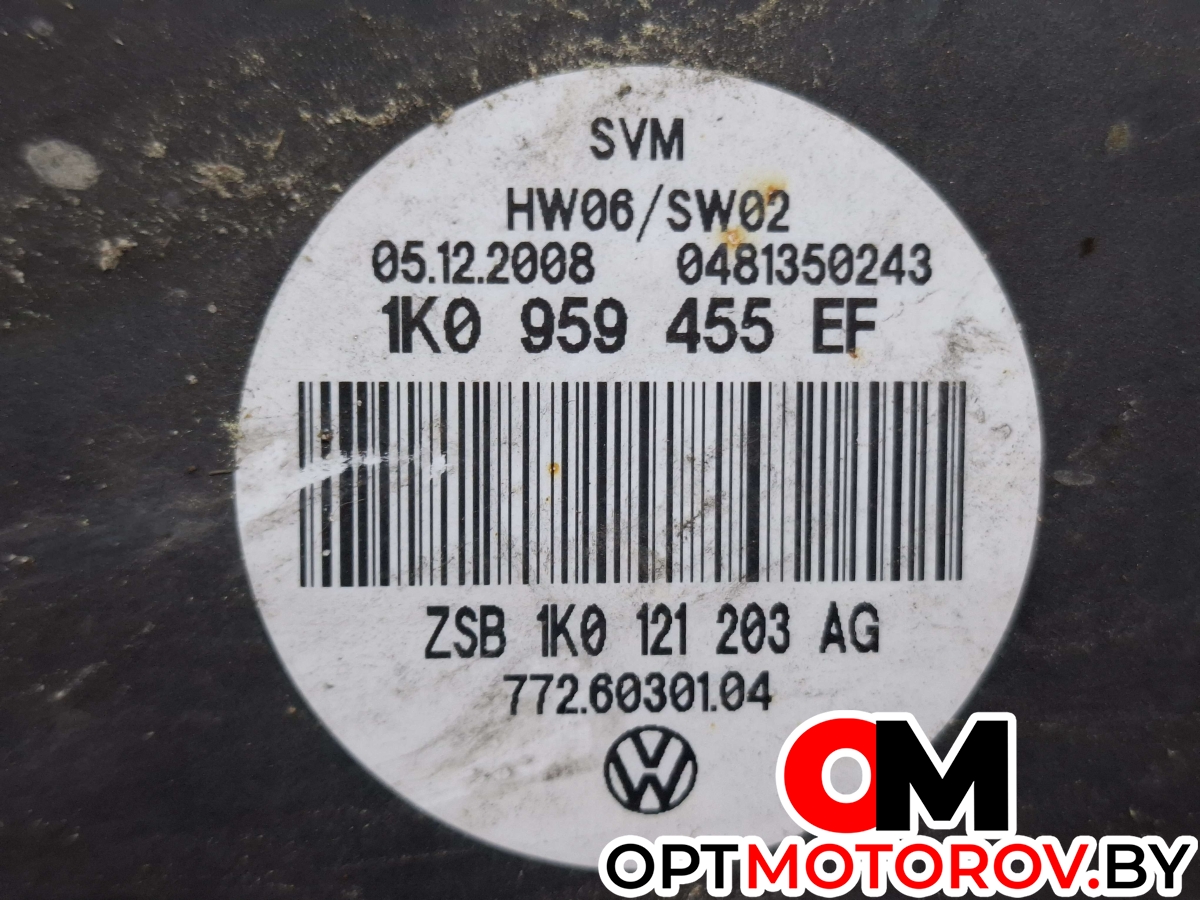 SVM
HW06/SW02
05.12.2008 0481350243
1K0 959 455 EF
ZSB 1K0 121 203 AG
772.60301.04
OM
OPTMOTOROV.BY